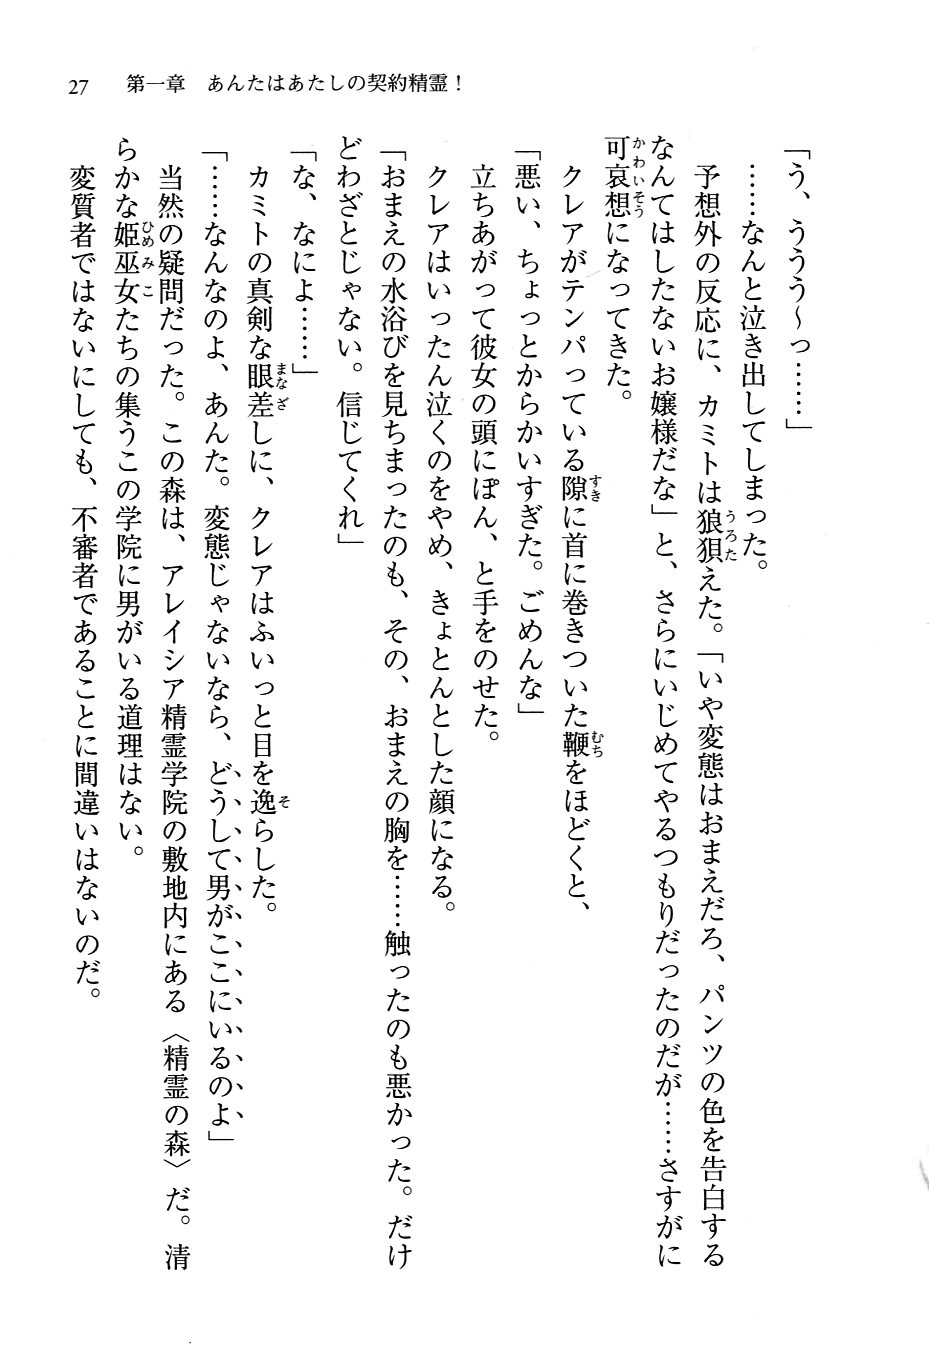 27　第一章　あんたはあたしの契約精霊！
「う、ううう〜っ……」
　……なんと泣き出してしまった。
　予想外の反応に、カミトは狼狽えた。「いや変態はおまえだろ、パンツの色を告白する
なんてはしたないお嬢様だな」と、さらにいじめてやるつもりだったのだが……さすがに
可哀想になってきた。
　クレアがテンパっている隙に首に巻きついた鞭をほどくと、
「悪い、ちょっとからかいすぎた。ごめんな」
　立ちあがって彼女の頭にぽん、と手をのせた。
　クレアはいったん泣くのをやめ、きょとんとした顔になる。
「おまえの水浴びを見ちまったのも、その、おまえの胸を……触ったのも悪かった。だけ
どわざとじゃない。信じてくれ」
「な、なによ……」
　カミトの真剣な眼差しに、クレアはふいっと目を逸らした。
「……なんなのよ、あんた。変態じゃないなら、どうして男がここにいるのよ」
　当然の疑問だった。この森は、アレイシア精霊学院の敷地内にある〈精霊の森〉だ。清
らかな姫巫女たちの集うこの学院に男がいる道理はない。
　変質者ではないにしても、不審者であることに間違いはないのだ。